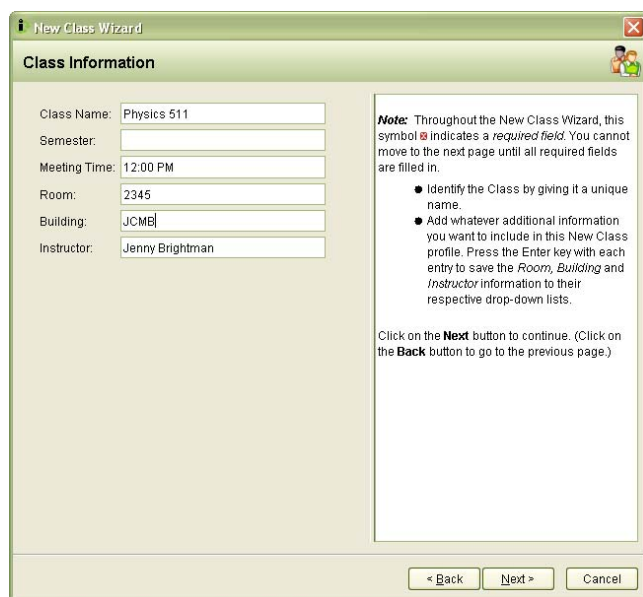 New Class Wizard
Class Information
Class Name: Physics 511
Semester:
Meeting Time: 12:00 PM
Room: 2345
Building: JCMB
Instructor: Jenny Brightman
Note: Throughout the New Class Wizard, this
symbol indicates a required field. You cannot
move to the next page until all required fields
are filled in.
● Identify the Class by giving it a unique
name.
● Add whatever additional information
you want to include in this New Class
profile. Press the Enter key with each
entry to save the Room, Building and
Instructor information to their
respective drop-down lists.
Click on the Next button to continue. (Click on
the Back button to go to the previous page.)
< Back Next > Cancel